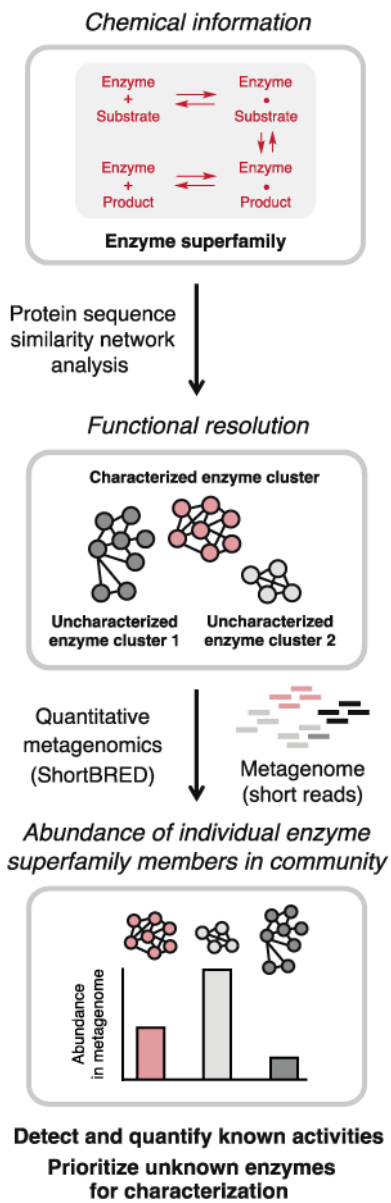 Chemical information
Enzyme
+
Substrate
Enzyme
•
Substrate
Enzyme
+
Product
Enzyme
•
Product
Enzyme superfamily
Protein sequence
similarity network
analysis
Functional resolution
Characterized enzyme cluster
Uncharacterized
enzyme cluster 1
Uncharacterized
enzyme cluster 2
Quantitative
metagenomics
(ShortBRED)
Metagenome
(short reads)
Abundance of individual enzyme
superfamily members in community
Abundance
in metagenome
Detect and quantify known activities
Prioritize unknown enzymes
for characterization